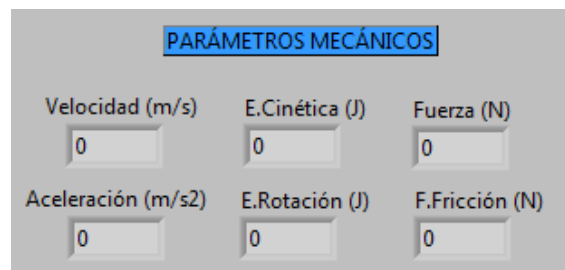 PARÁMETROS MECÁNICOS
Velocidad (m/s) E.Cinética (J) Fuerza (N)
0 0 0
Aceleración (m/s2) E.Rotación (J) F.Fricción (N)
0 0 0